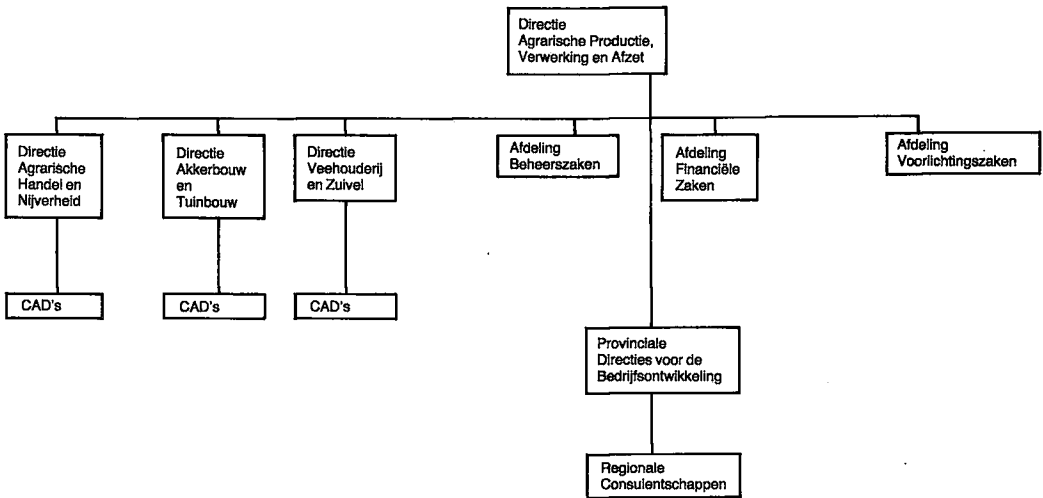 Directie
Agrarische Productie,
Verwerking en Afzet
Directie
Agrarische
Handel en
Nijverheid
Directie
Akkerbouw
en
Tuinbouw
Directie
Veehouderij
en Zuivel
Afdeling
Beheerszaken
Afdeling
Financiële
Zaken
Afdeling
Voorlichtingszaken
CAD's
CAD's
CAD's
Provinciale
Directies voor de
Bedrijfsontwikkeling
Regionale
Consulentschappen